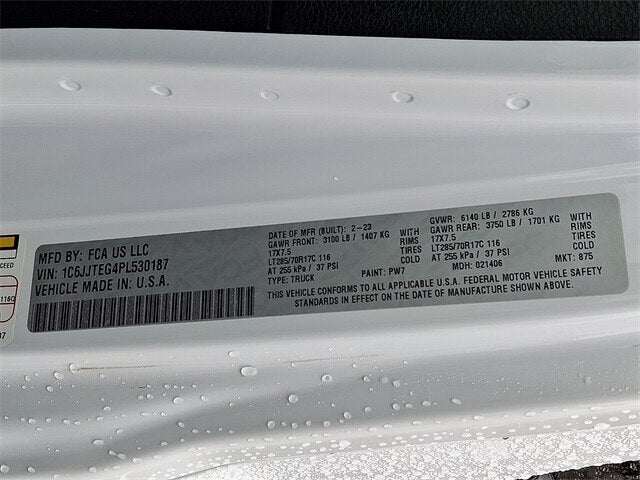 MFD BY: FCA US LLC
VIN: 1C6JJTEG4PL530187
VEHICLE MADE IN: U.S.A.
DATE OF MFR (BUILT): 2-23
GAWR FRONT: 3100 LB / 1407 KG WITH
17X7.5 RIMS
LT285/70R17C 116 TIRES
AT 255 kPa / 37 PSI COLD
TYPE: TRUCK
PAINT: PW7
GVWR: 6140 LB / 2786 KG
GAWR REAR: 3750 LB / 1701 KG WITH
17X7.5 RIMS
LT285/70R17C 116 TIRES
AT 255 kPa / 37 PSI COLD
MDH: 021406
MKT: 875
THIS VEHICLE CONFORMS TO ALL APPLICABLE U.S.A. FEDERAL MOTOR VEHICLE SAFETY
STANDARDS IN EFFECT ON THE DATE OF MANUFACTURE SHOWN ABOVE.